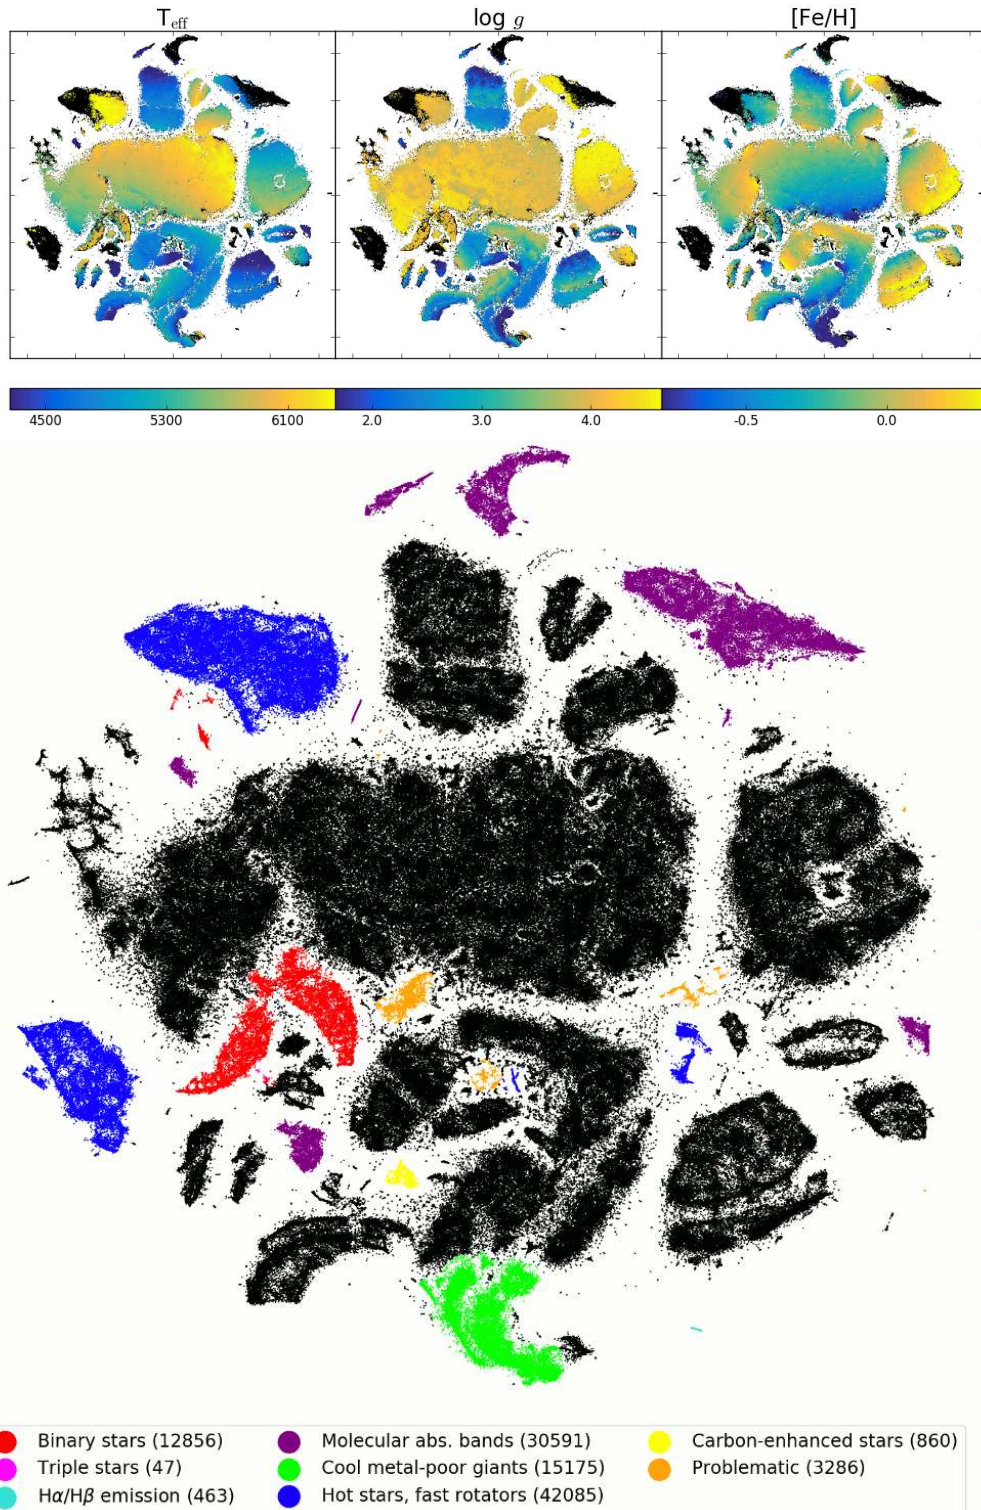 T_eff log g [Fe/H]
4500 5300 6100 2.0 3.0 4.0 -0.5 0.0
Binary stars (12856) Molecular abs. bands (30591) Carbon-enhanced stars (860)
Triple stars (47) Cool metal-poor giants (15175) Problematic (3286)
Hα/Hβ emission (463) Hot stars, fast rotators (42085)